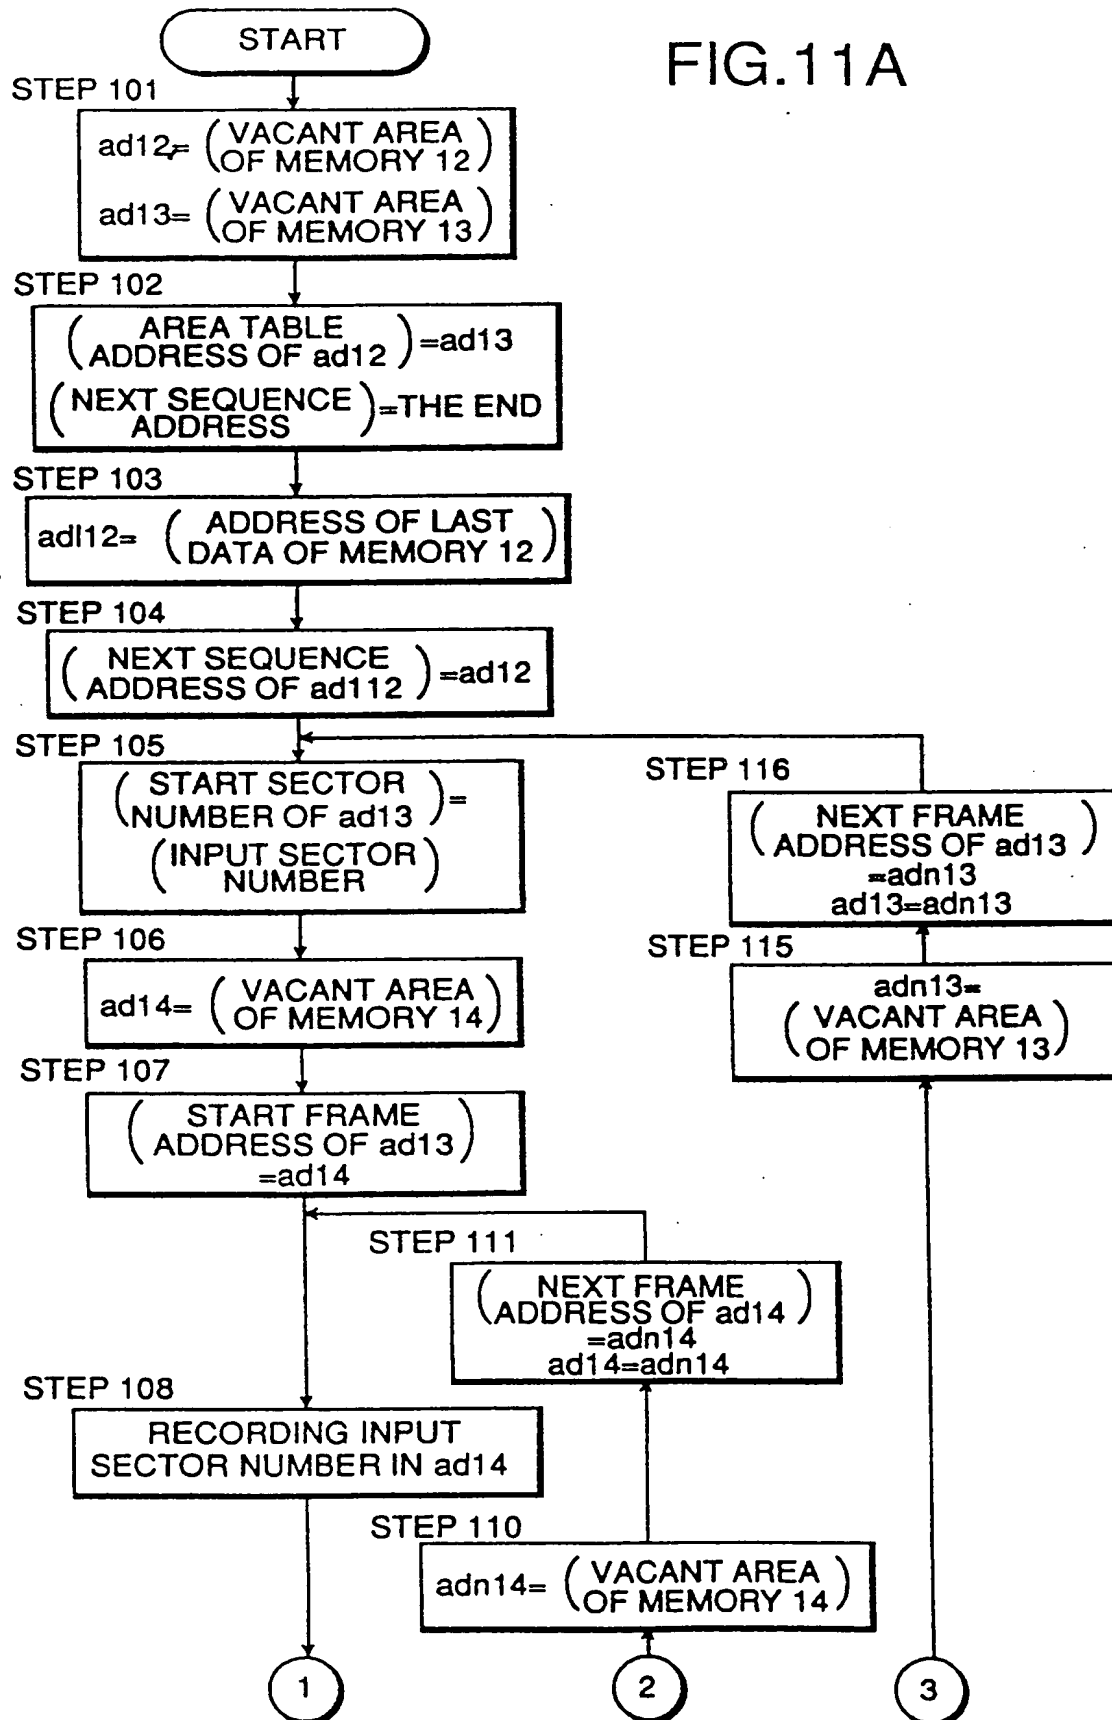 START
FIG.11A
STEP 101
ad12= (VACANT AREA
OF MEMORY 12)
ad13= (VACANT AREA
OF MEMORY 13)
STEP 102
(AREA TABLE
ADDRESS OF ad12)=ad13
(NEXT SEQUENCE
ADDRESS)=THE END
STEP 103
adl12= (ADDRESS OF LAST
DATA OF MEMORY 12)
STEP 104
(NEXT SEQUENCE
ADDRESS OF ad112)=ad12
STEP 105
(START SECTOR
NUMBER OF ad13)=
(INPUT SECTOR
NUMBER)
STEP 116
(NEXT FRAME
ADDRESS OF ad13)
=adn13
ad13=adn13
STEP 106
ad14= (VACANT AREA
OF MEMORY 14)
STEP 115
adn13=
(VACANT AREA
OF MEMORY 13)
STEP 107
(START FRAME
ADDRESS OF ad13)
=ad14
STEP 111
(NEXT FRAME
ADDRESS OF ad14)
=adn14
ad14=adn14
STEP 108
RECORDING INPUT
SECTOR NUMBER IN ad14
STEP 110
adn14= (VACANT AREA
OF MEMORY 14)
1
2
3